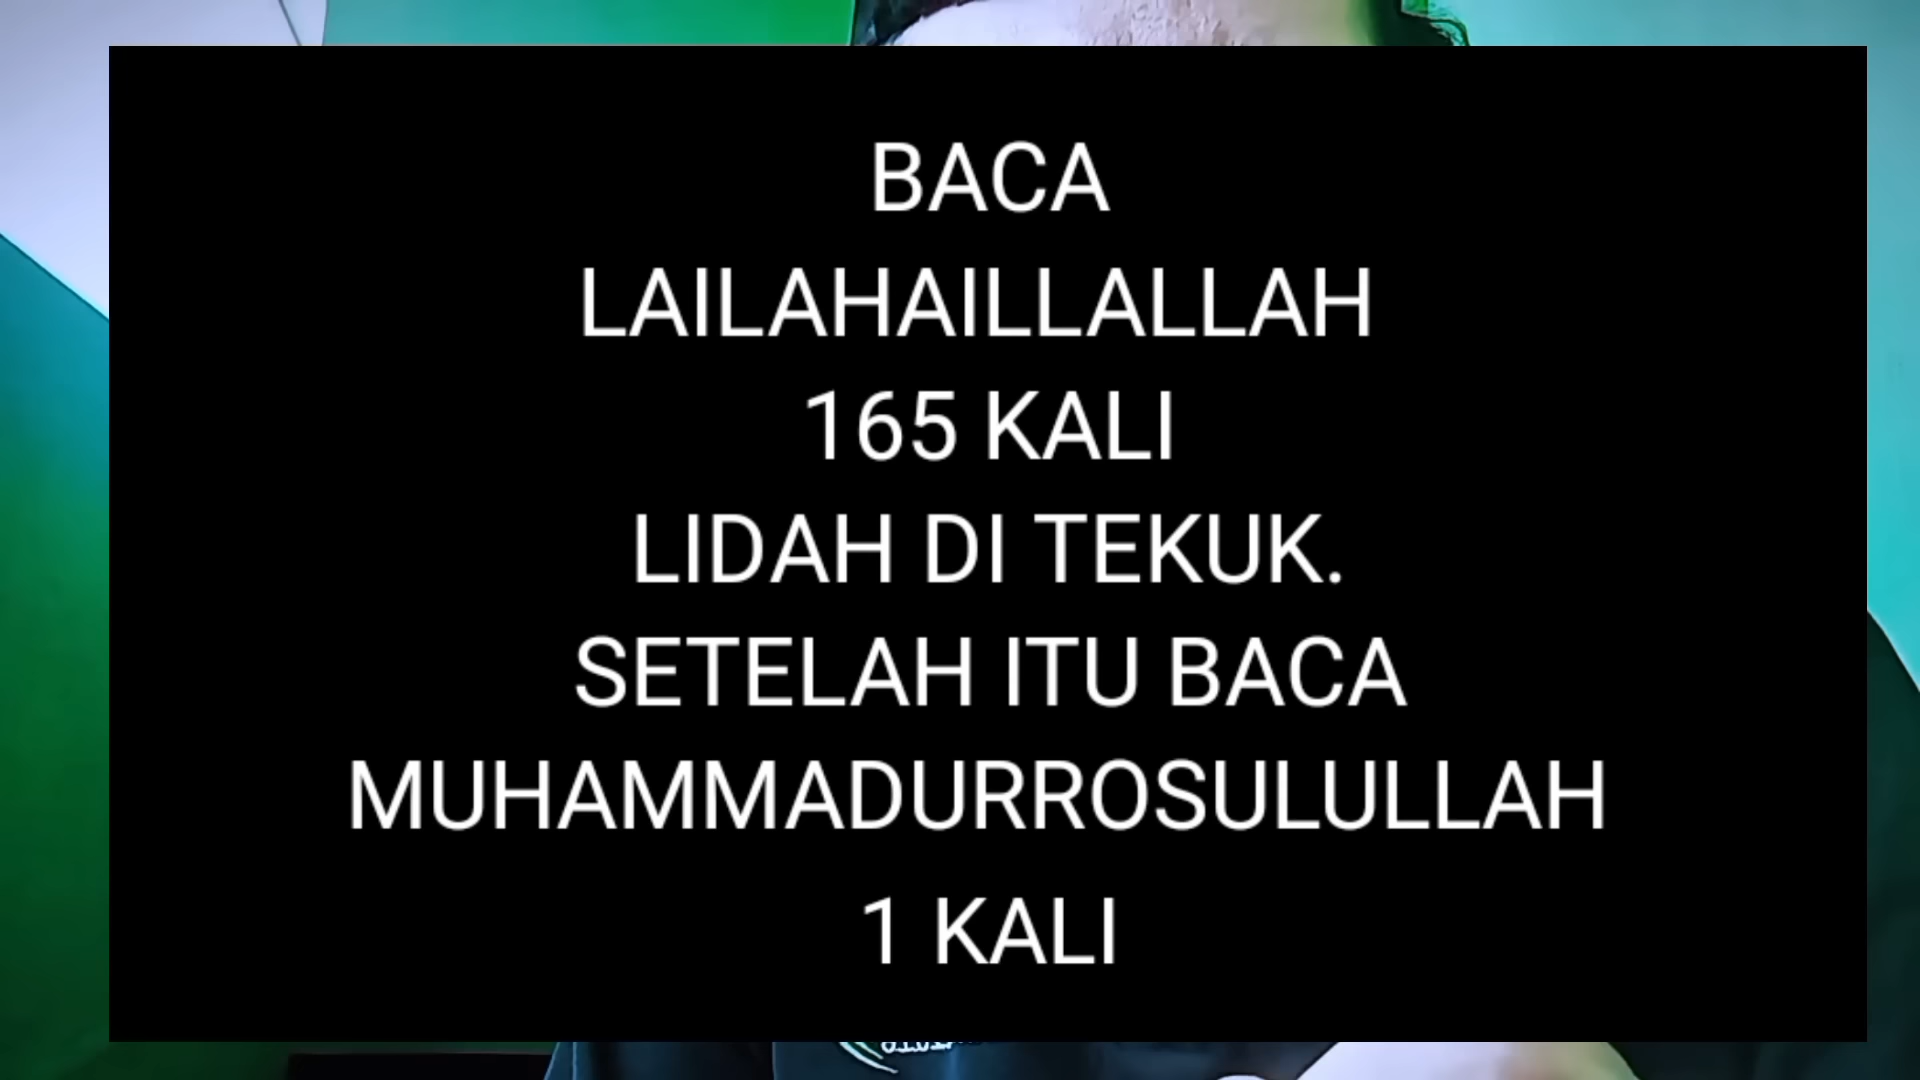 BACA
LAILAHAILLALLAH
165 KALI
LIDAH DI TEKUK.
SETELAH ITU BACA
MUHAMMADURROSULULLAH
1 KALI